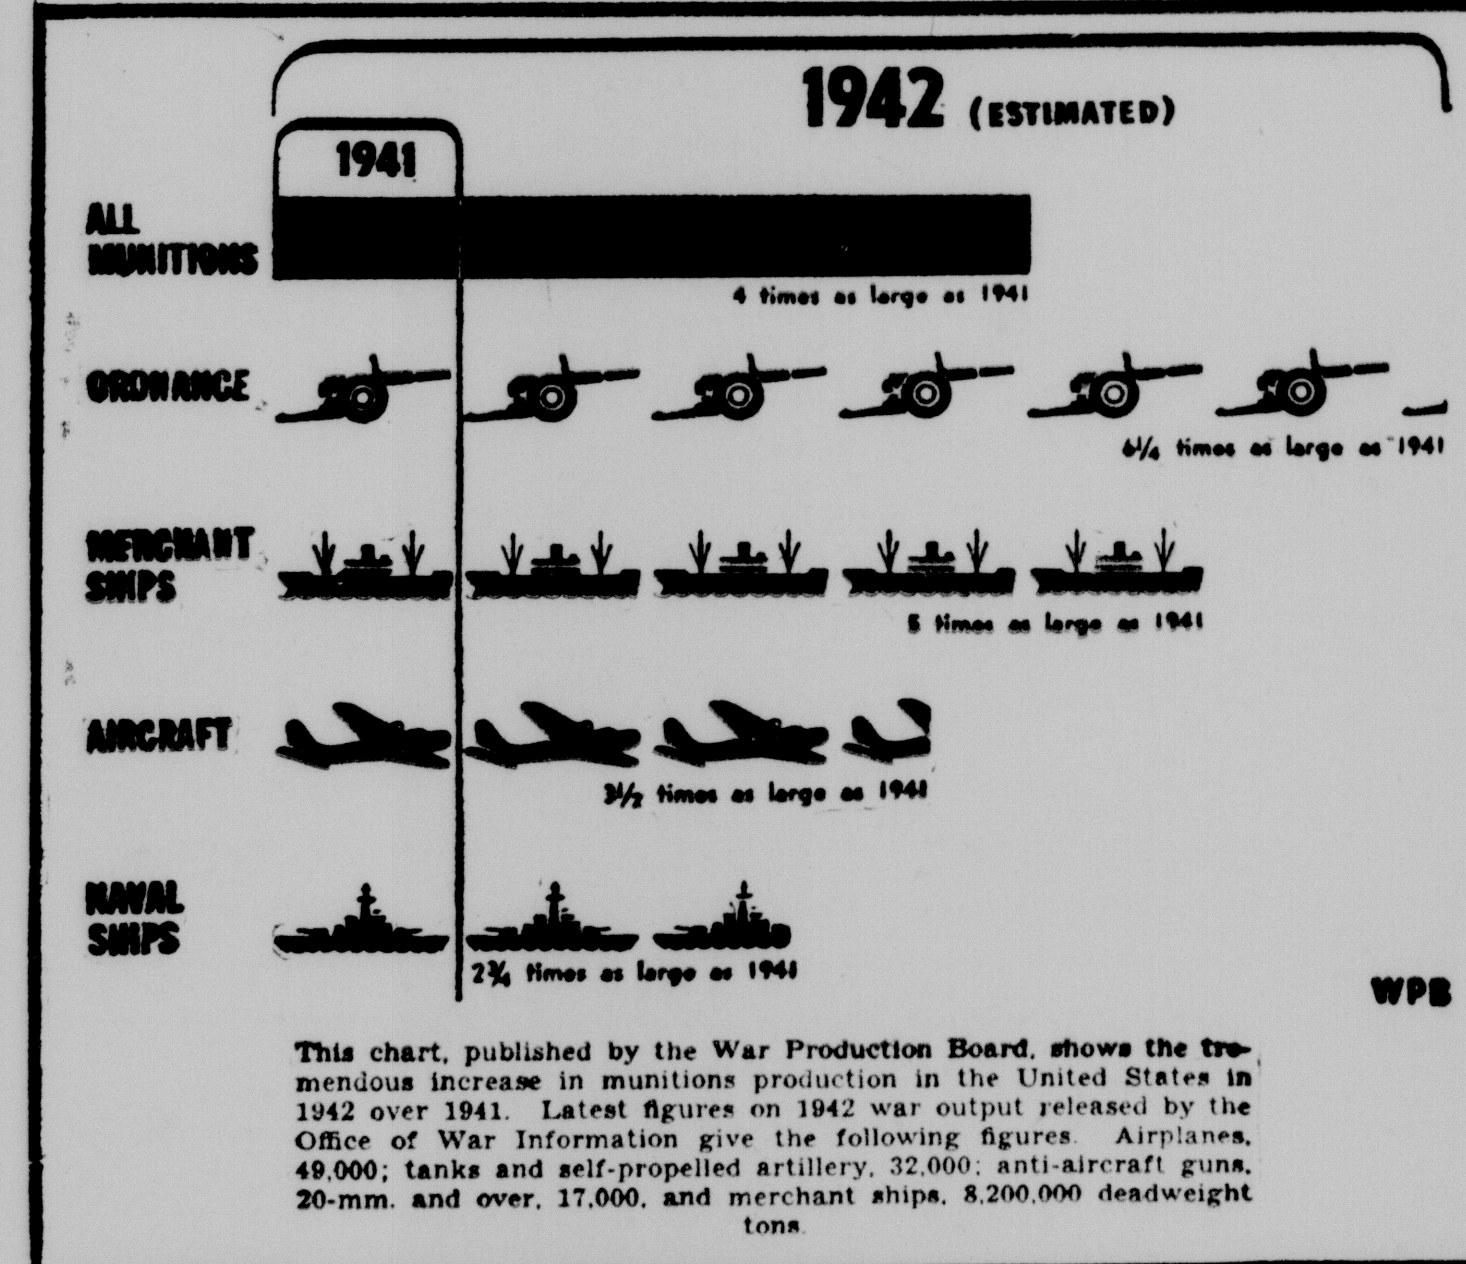 1942 (ESTIMATED)
1941
ALL
MUNITIONS
4 times as large as 1941
ORDNANCE
6¼ times as large as 1941
MERCHANT
SHIPS
5 times as large as 1941
AIRCRAFT
3½ times as large as 1941
NAVAL
SHIPS
2¾ times as large as 1941
WPB
This chart, published by the War Production Board, shows the tre-
mendous increase in munitions production in the United States in
1942 over 1941. Latest figures on 1942 war output released by the
Office of War Information give the following figures. Airplanes,
49,000; tanks and self-propelled artillery, 32,000; anti-aircraft guns,
20-mm. and over, 17,000, and merchant ships, 8,200,000 deadweight
tons.